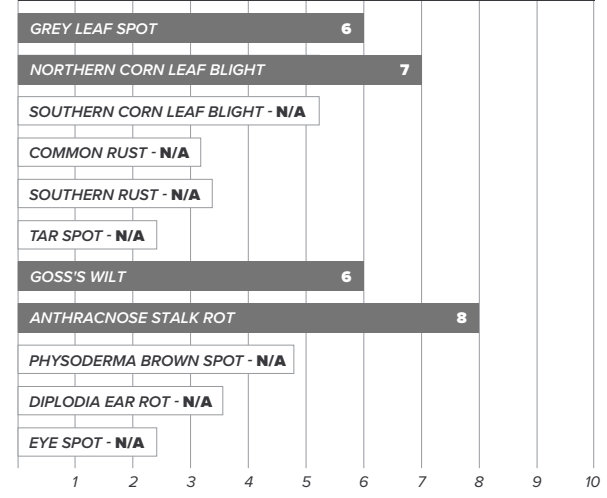 GREY LEAF SPOT 6
NORTHERN CORN LEAF BLIGHT 7
SOUTHERN CORN LEAF BLIGHT - N/A
COMMON RUST - N/A
SOUTHERN RUST - N/A
TAR SPOT - N/A
GOSS'S WILT 6
ANTHRACNOSE STALK ROT 8
PHYSODERMA BROWN SPOT - N/A
DIPLODIA EAR ROT - N/A
EYE SPOT - N/A
1 2 3 4 5 6 7 8 9 10